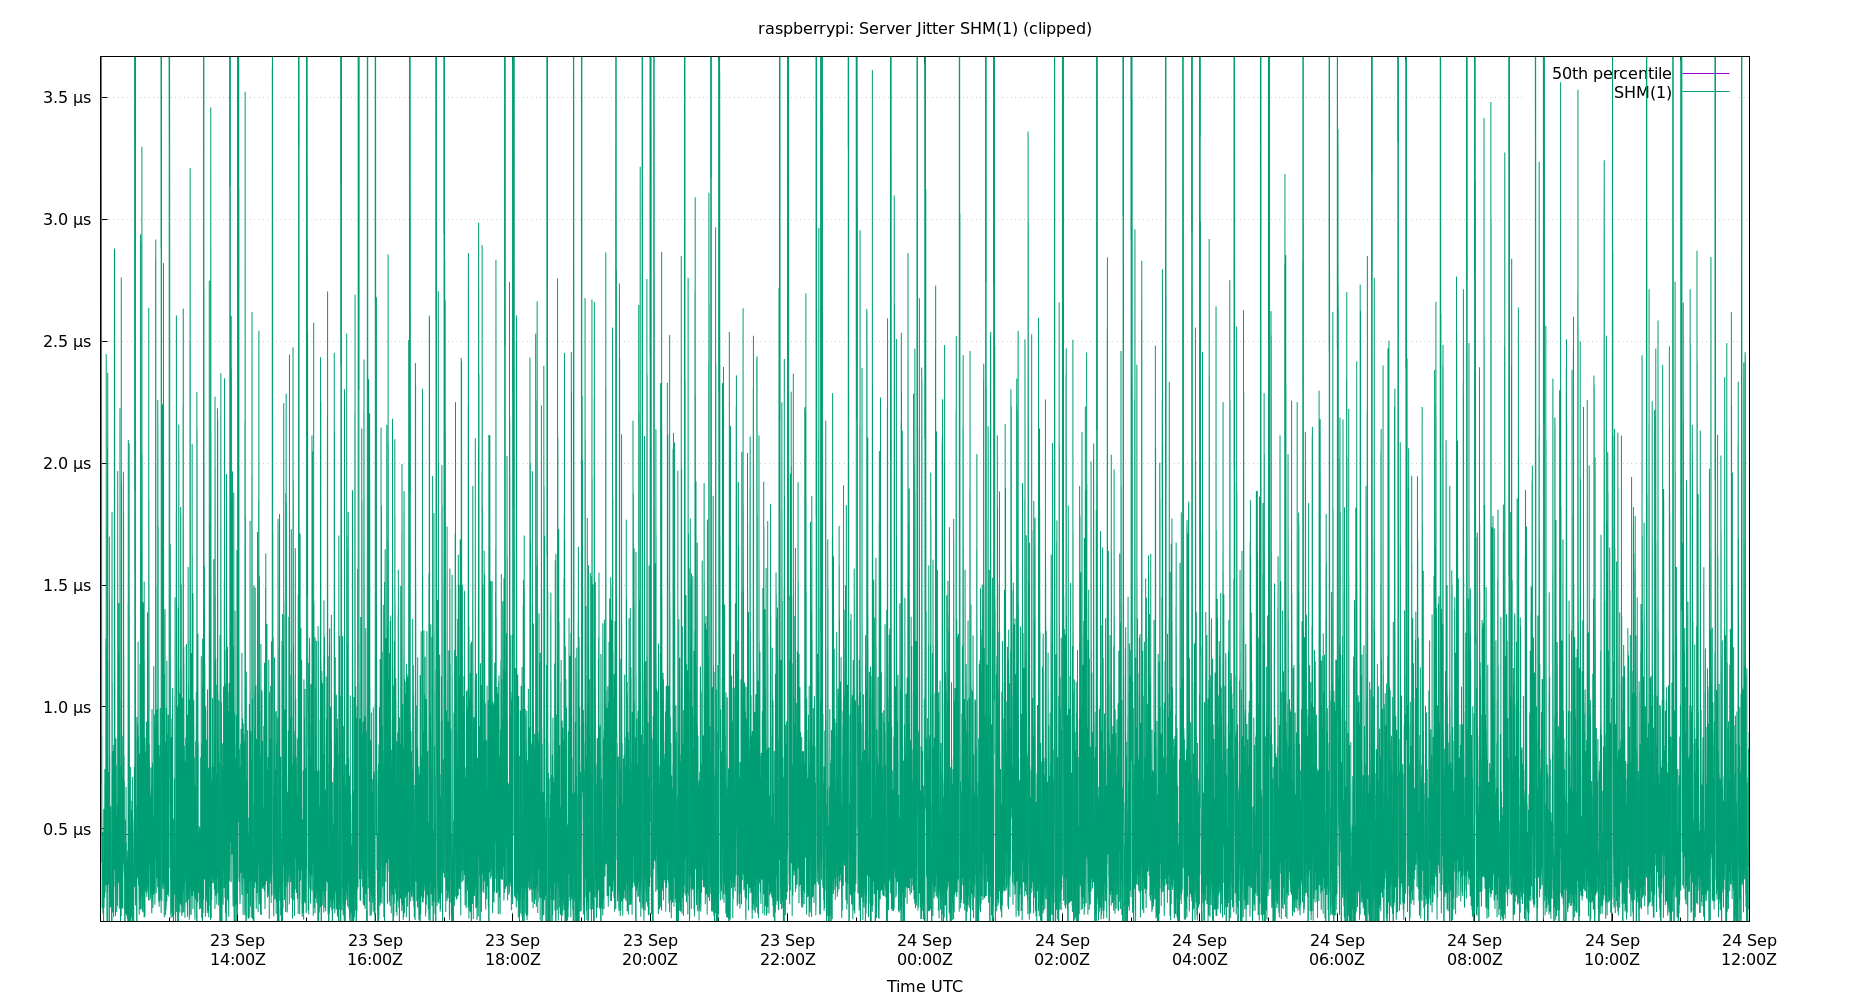 raspberrypi: Server Jitter SHM(1) (clipped)
50th percentile
SHM(1)
3.5 μs
3.0 μs
2.5 μs
2.0 μs
1.5 μs
1.0 μs
0.5 μs
23 Sep 23 Sep 23 Sep 23 Sep 23 Sep 24 Sep 24 Sep 24 Sep 24 Sep 24 Sep 24 Sep 24 Sep
14:00Z 16:00Z 18:00Z 20:00Z 22:00Z 00:00Z 02:00Z 04:00Z 06:00Z 08:00Z 10:00Z 12:00Z
Time UTC